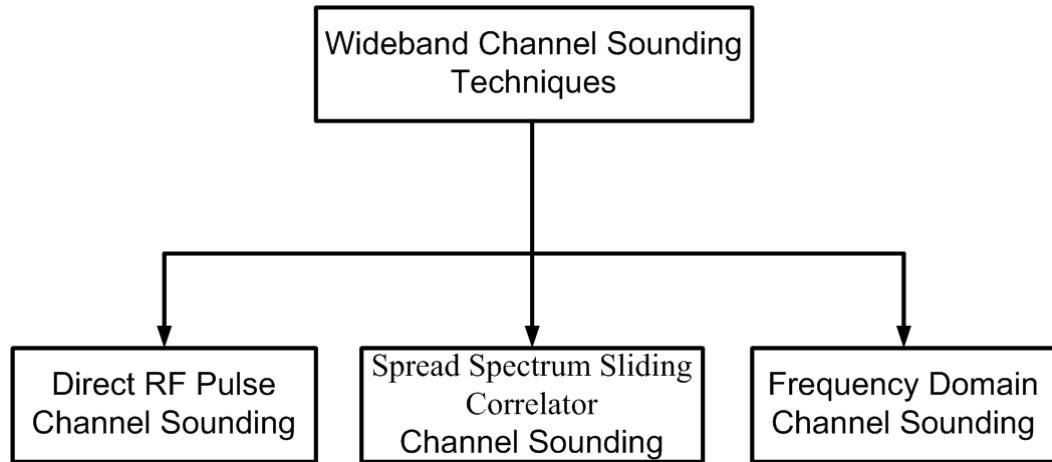 Wideband Channel Sounding
Techniques
Direct RF Pulse
Channel Sounding
Spread Spectrum Sliding
Correlator
Channel Sounding
Frequency Domain
Channel Sounding